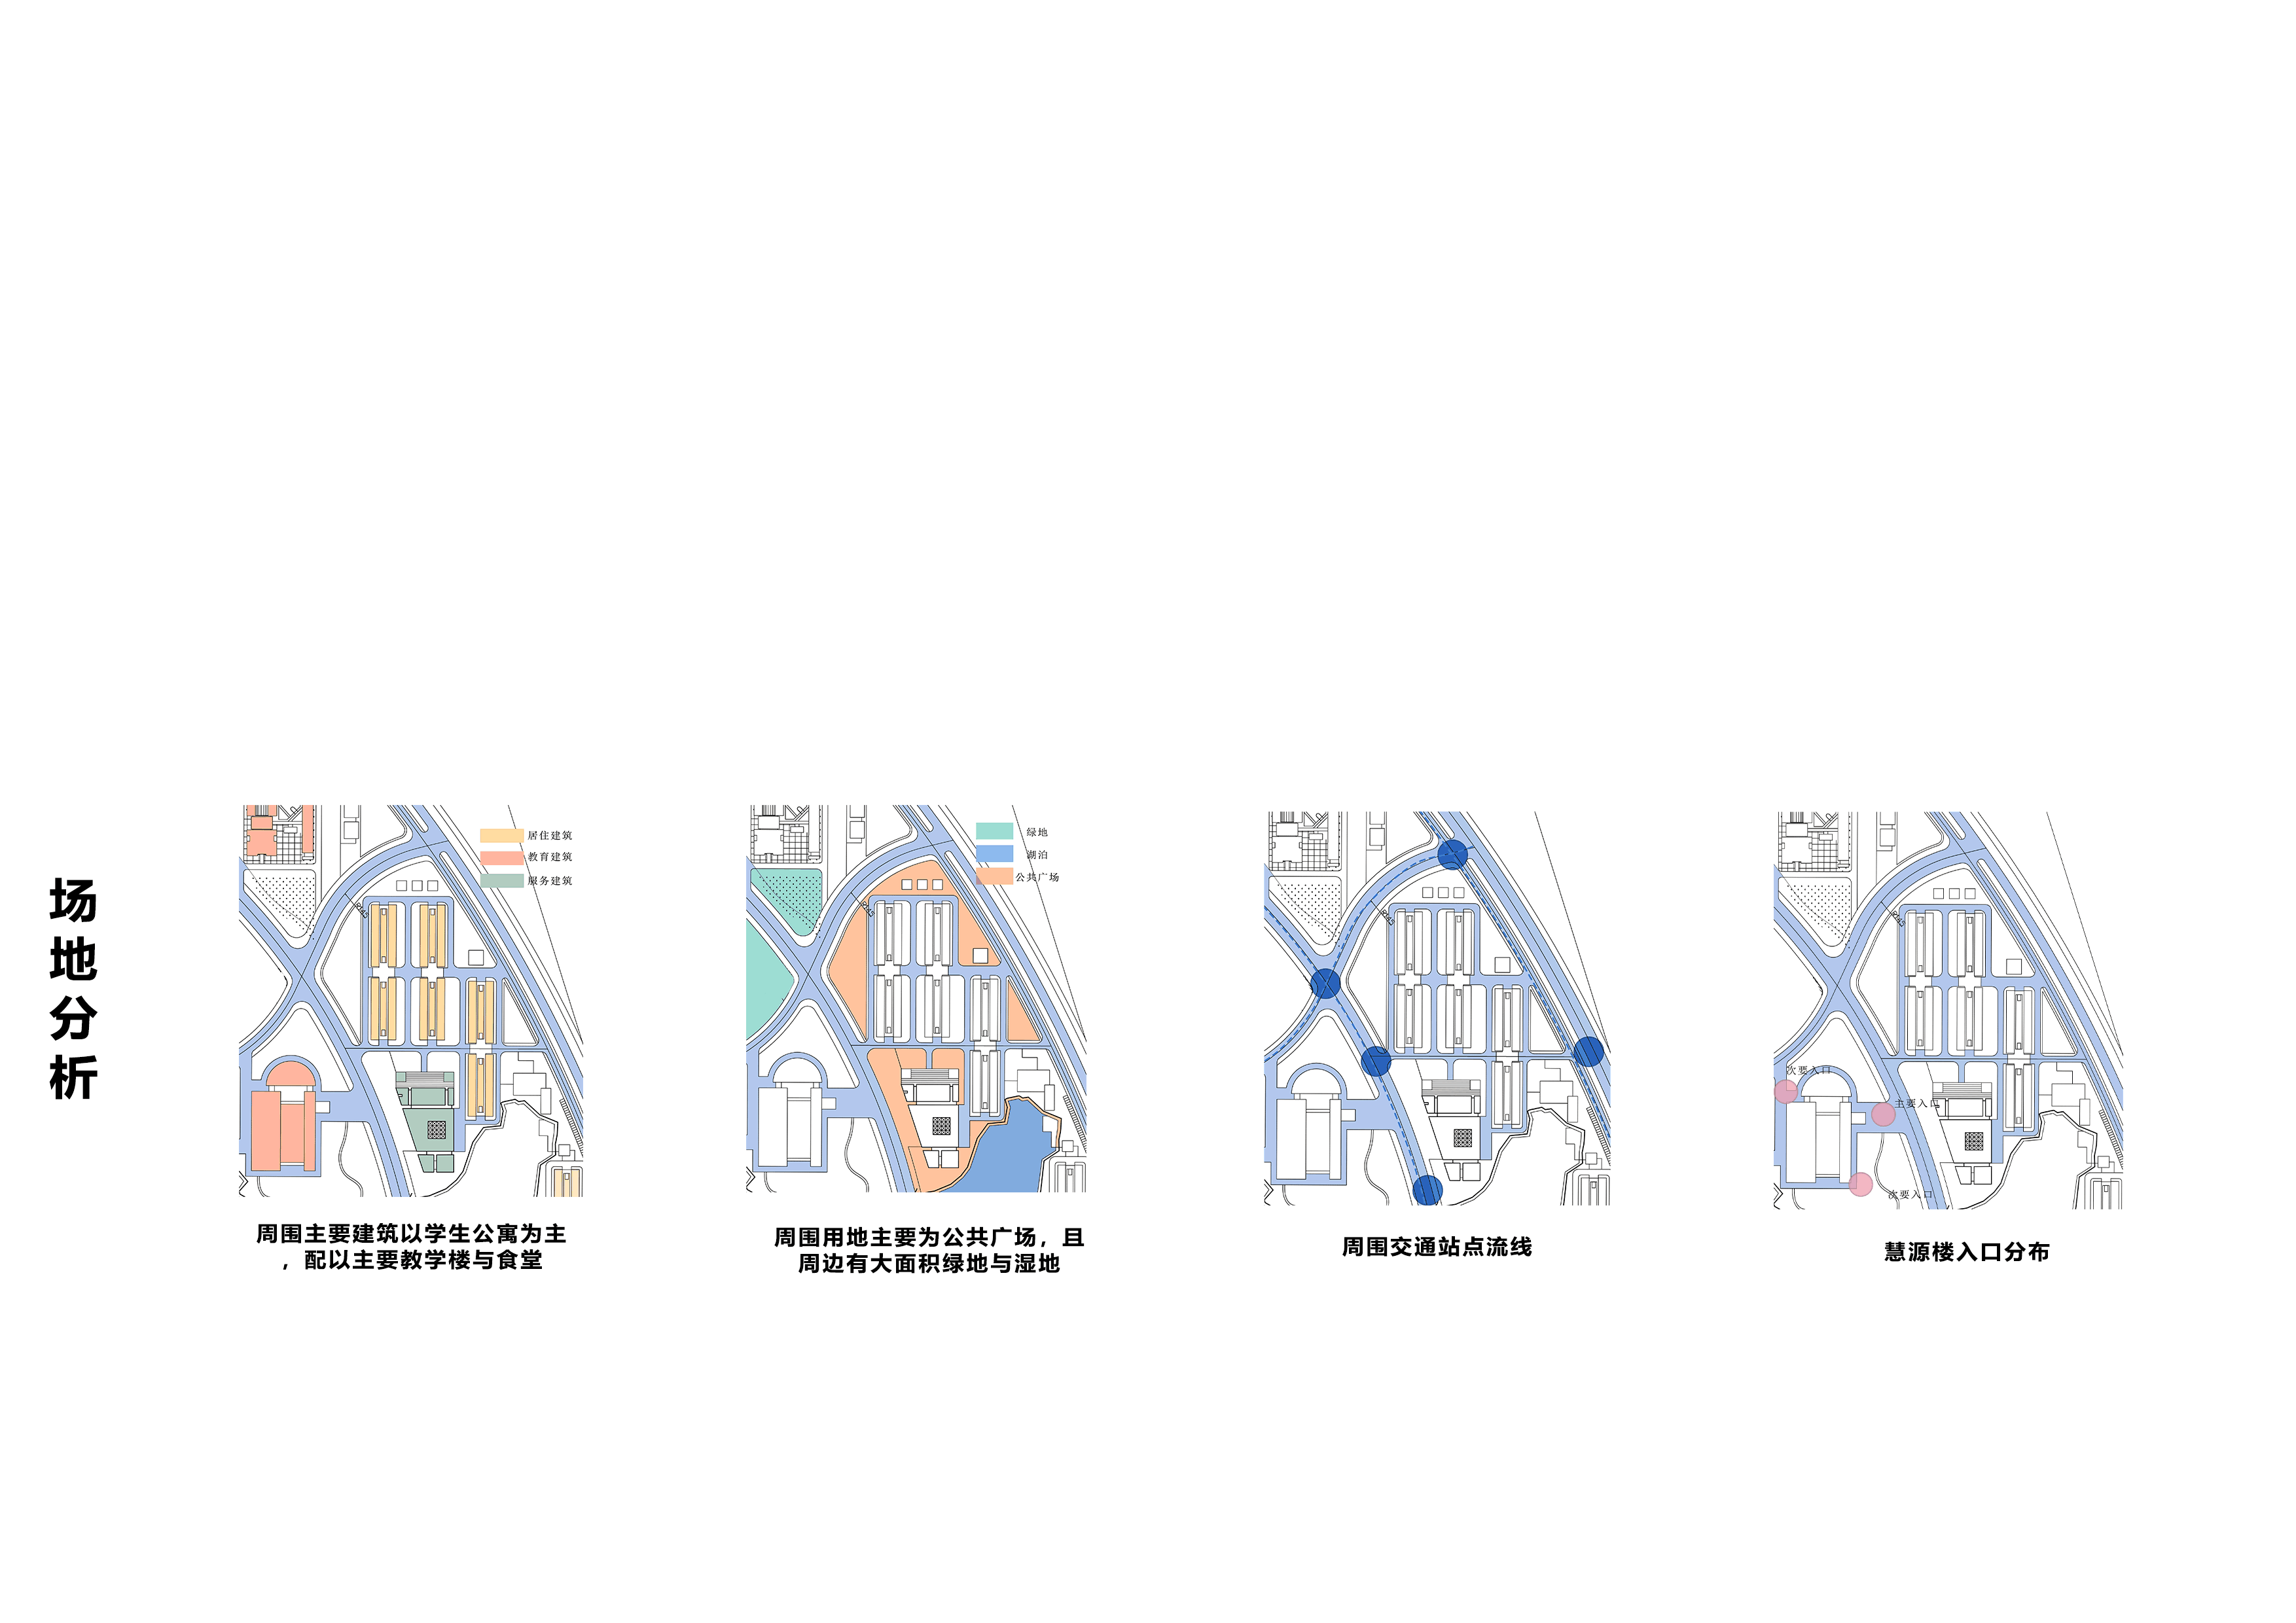 场地分析
居住建筑
教育建筑
服务建筑
周围主要建筑以学生公寓为主
，配以主要教学楼与食堂
绿地
湖泊
公共广场
周围用地主要为公共广场，且
周边有大面积绿地与湿地
周围交通站点流线
次要入口
主要入口
次要入口
慧源楼入口分布